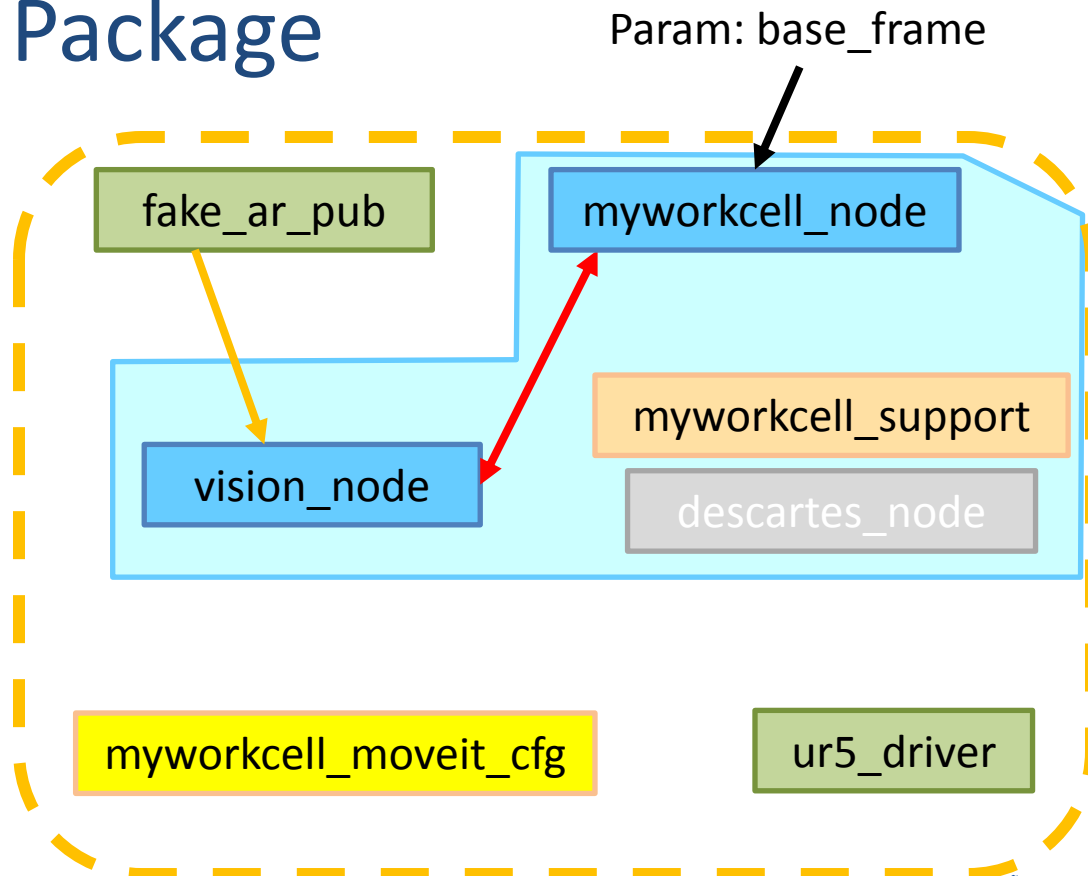 Package
Param: base_frame
fake_ar_pub
myworkcell_node
myworkcell_support
vision_node
descartes_node
myworkcell_moveit_cfg
ur5_driver